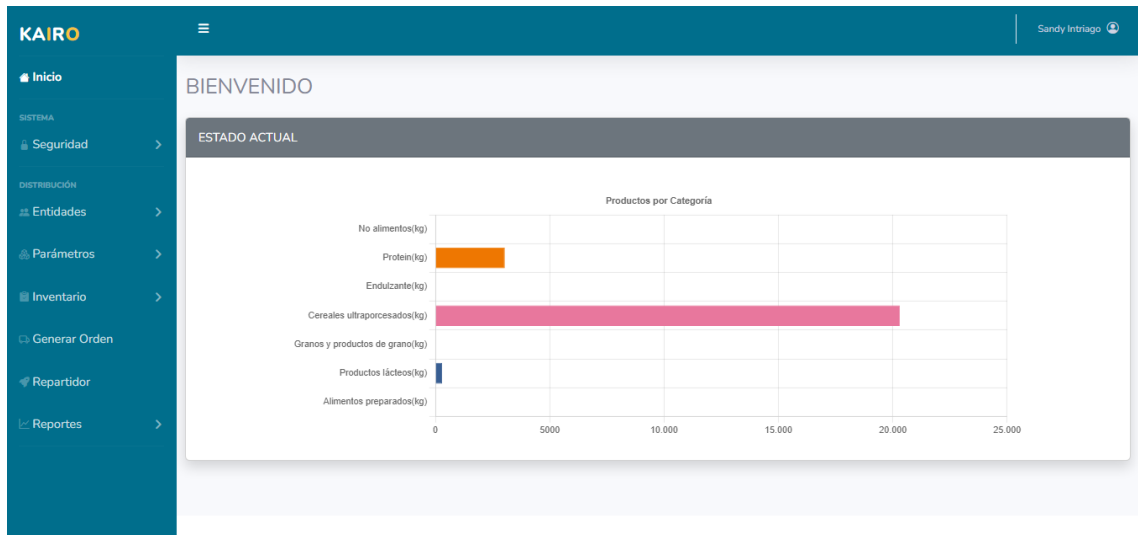 KAIRO
Sandy Intriago
Inicio
SISTEMA
Seguridad
DISTRIBUCIÓN
Entidades
Parámetros
Inventario
Generar Orden
Repartidor
Reportes
BIENVENIDO
ESTADO ACTUAL
Productos por Categoría
No alimentos(kg)
Protein(kg)
Endulzante(kg)
Cereales ultraporcesados(kg)
Granos y productos de grano(kg)
Productos lácteos(kg)
Alimentos preparados(kg)
0 5000 10.000 15.000 20.000 25.000